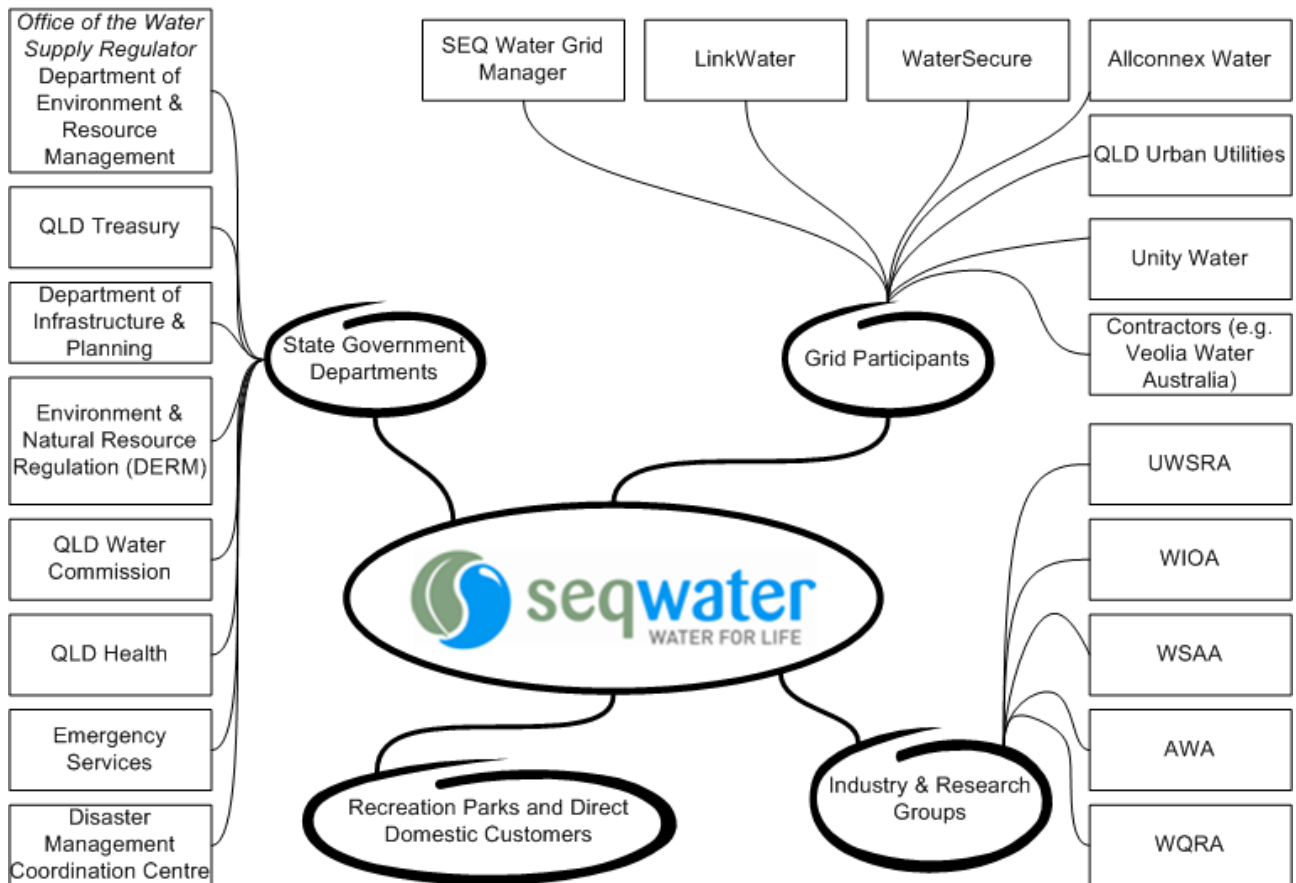 Office of the Water
Supply Regulator
Department of
Environment &
Resource
Management
QLD Treasury
Department of
Infrastructure &
Planning
Environment &
Natural Resource
Regulation (DERM)
QLD Water
Commission
QLD Health
Emergency
Services
Disaster
Management
Coordination Centre
SEQ Water Grid
Manager
LinkWater
WaterSecure
Allconnex Water
QLD Urban Utilities
Unity Water
Contractors (e.g.
Veolia Water
Australia)
State Government
Departments
Grid Participants
seqwater
WATER FOR LIFE
Recreation Parks and Direct
Domestic Customers
Industry & Research
Groups
UWSRA
WIOA
WSAA
AWA
WQRA